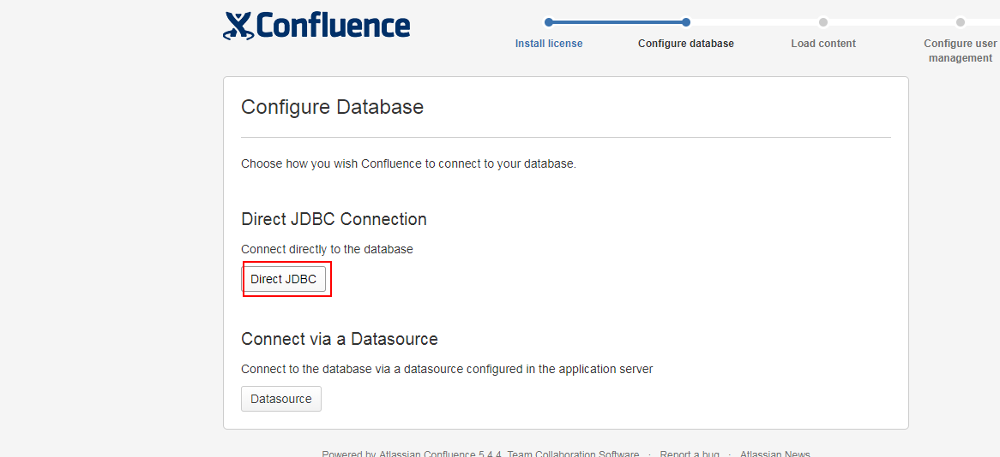 Confluence
Install license
Configure database
Load content
Configure user
management
Configure Database
Choose how you wish Confluence to connect to your database.
Direct JDBC Connection
Connect directly to the database
Direct JDBC
Connect via a Datasource
Connect to the database via a datasource configured in the application server
Datasource
Powered by Atlassian Confluence 5.4.4, Team Collaboration Software · Report a bug · Atlassian News